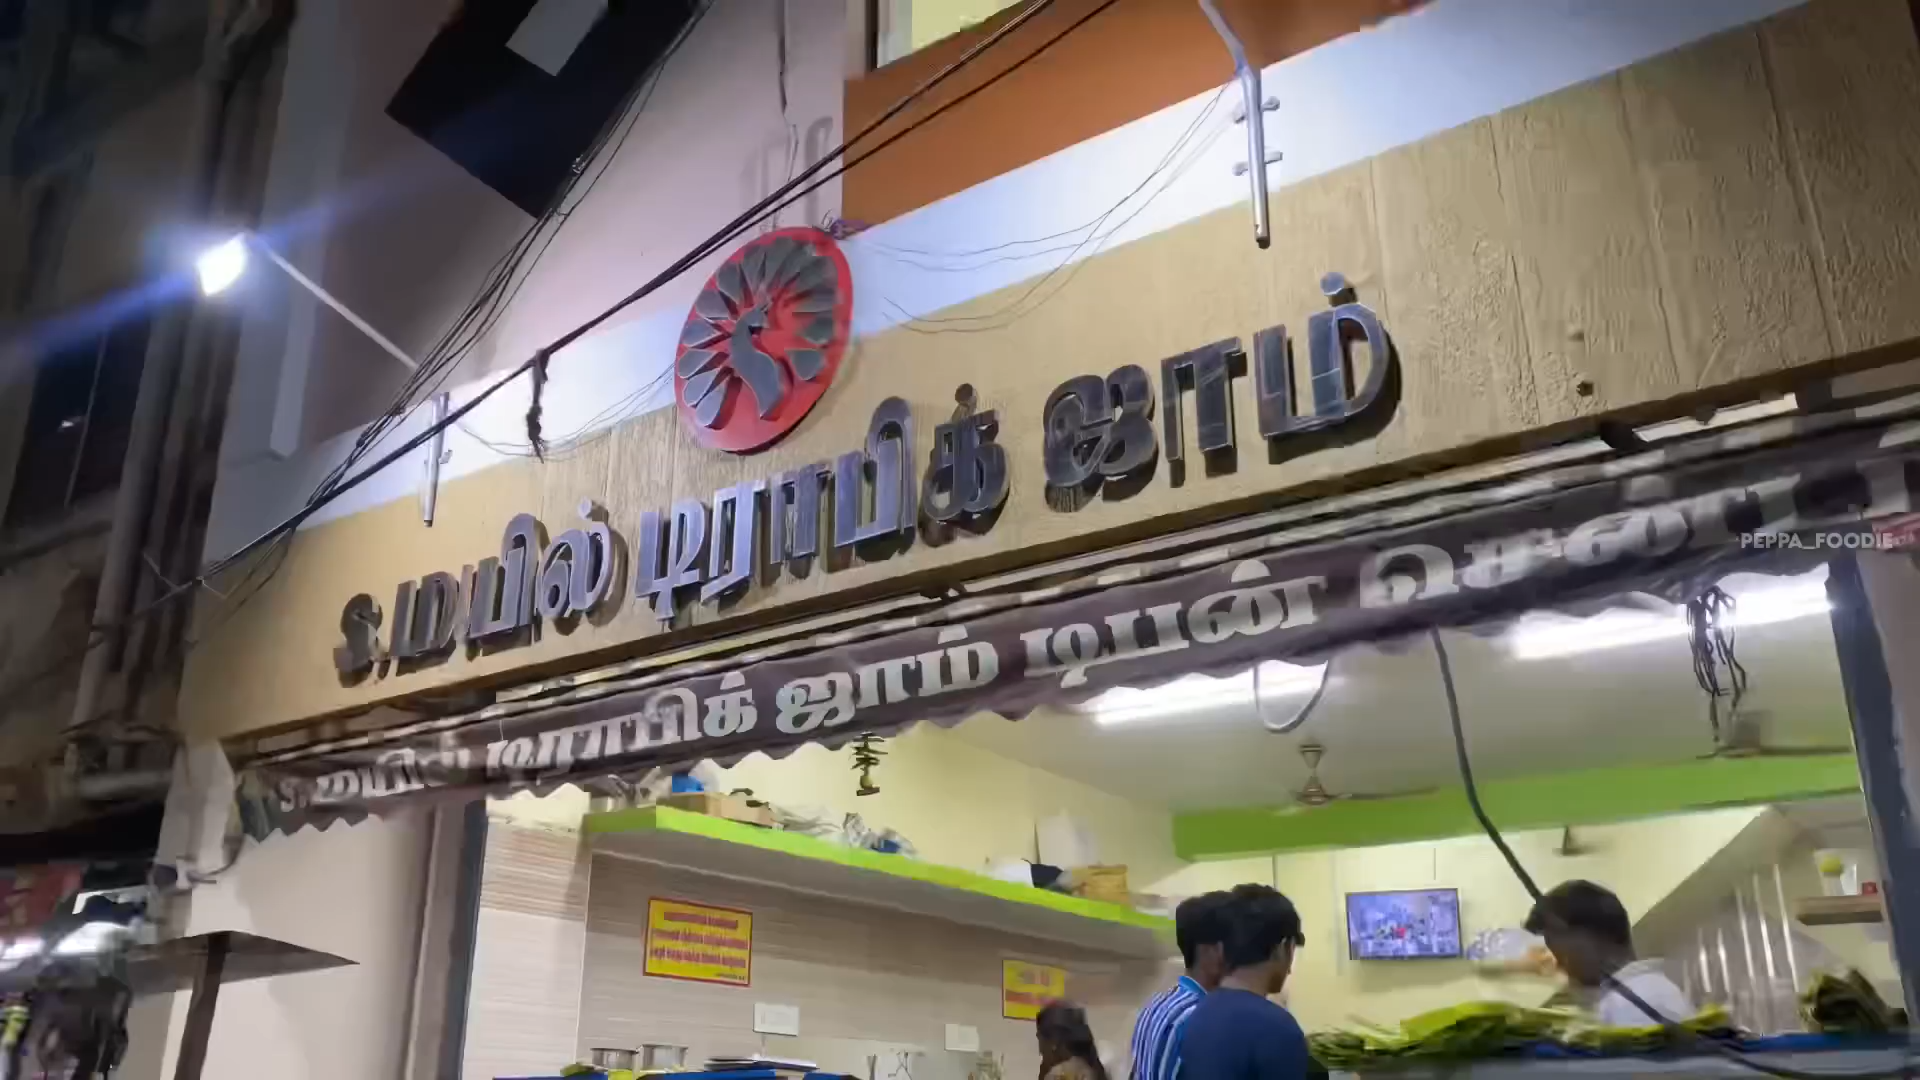 S.மயில் டிராபிக் ஜாம்
S.மயில் டிராபிக் ஜாம் டிபன் சென்டர்
PEPPA_FOODIE